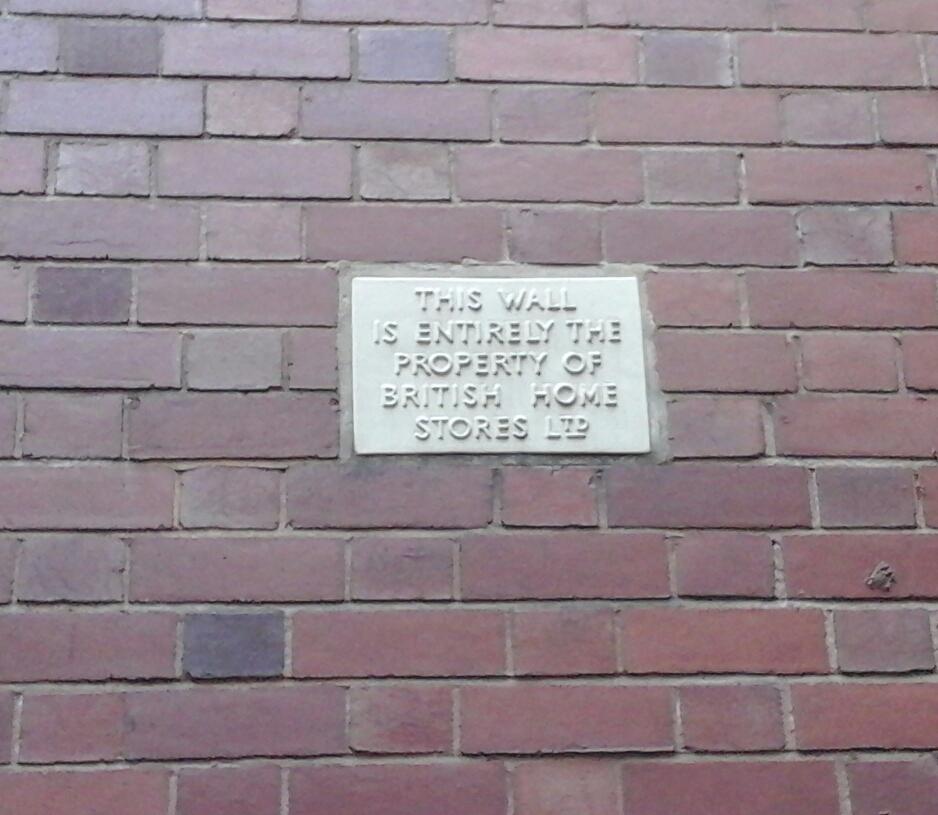 THIS WALL
IS ENTIRELY THE
PROPERTY OF
BRITISH HOME
STORES LTD